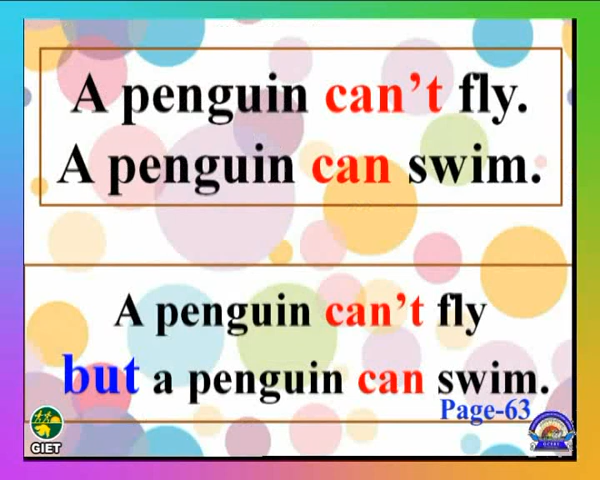 A penguin can't fly.
A penguin can swim.
A penguin can't fly
but a penguin can swim.
Page-63
GIET